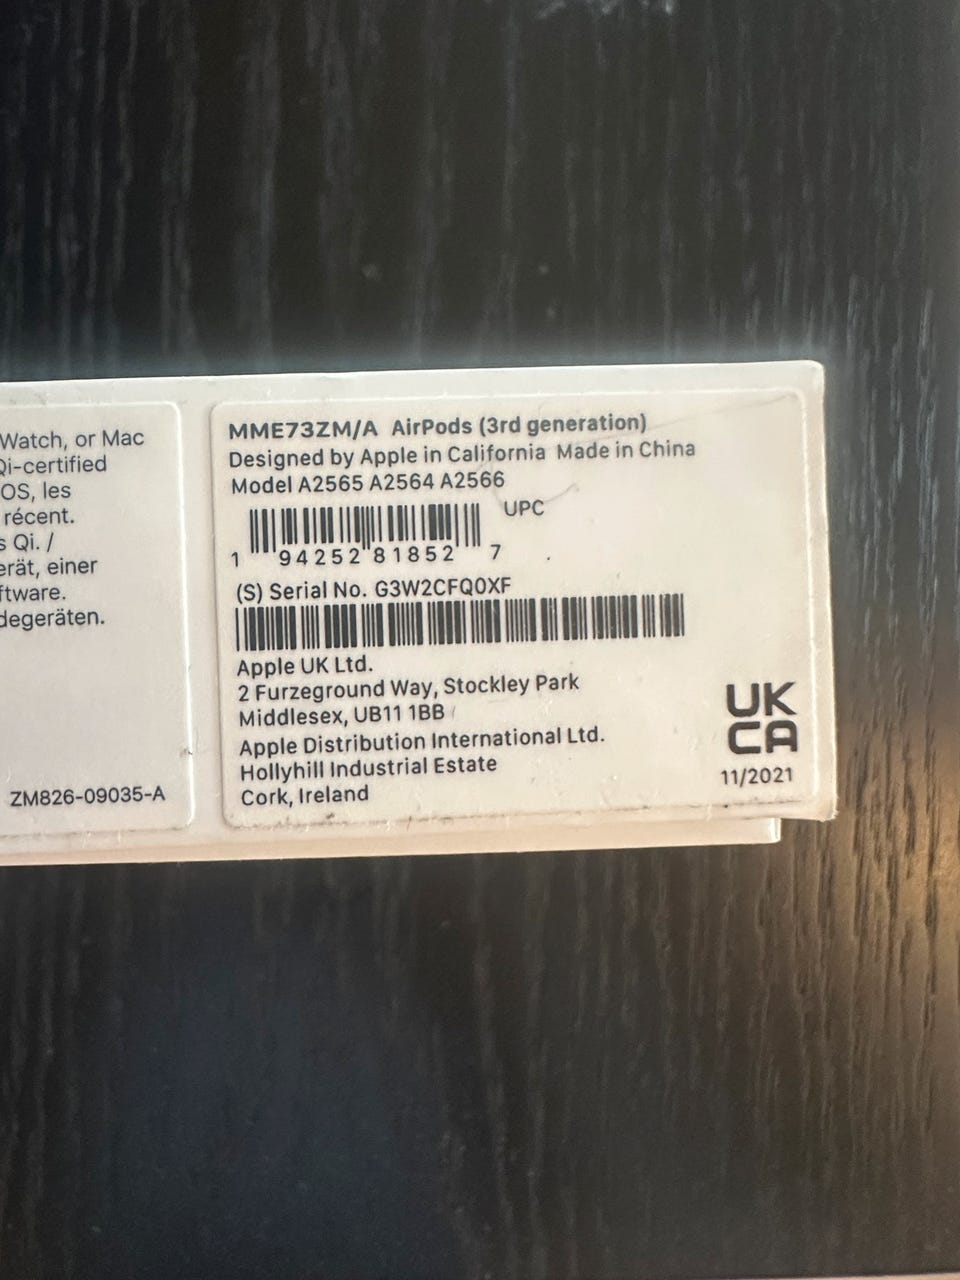 Watch, or Mac
Qi-certified
OS, les
récent.
s Qi. /
erät, einer
ftware.
degeräten.
ZM826-09035-A
MME73ZM/A AirPods (3rd generation)
Designed by Apple in California Made in China
Model A2565 A2564 A2566
UPC
1 94252 81852 7
(S) Serial No. G3W2CFQ0XF
Apple UK Ltd.
2 Furzeground Way, Stockley Park
Middlesex, UB11 1BB
Apple Distribution International Ltd.
Hollyhill Industrial Estate
Cork, Ireland
UK
CA
11/2021